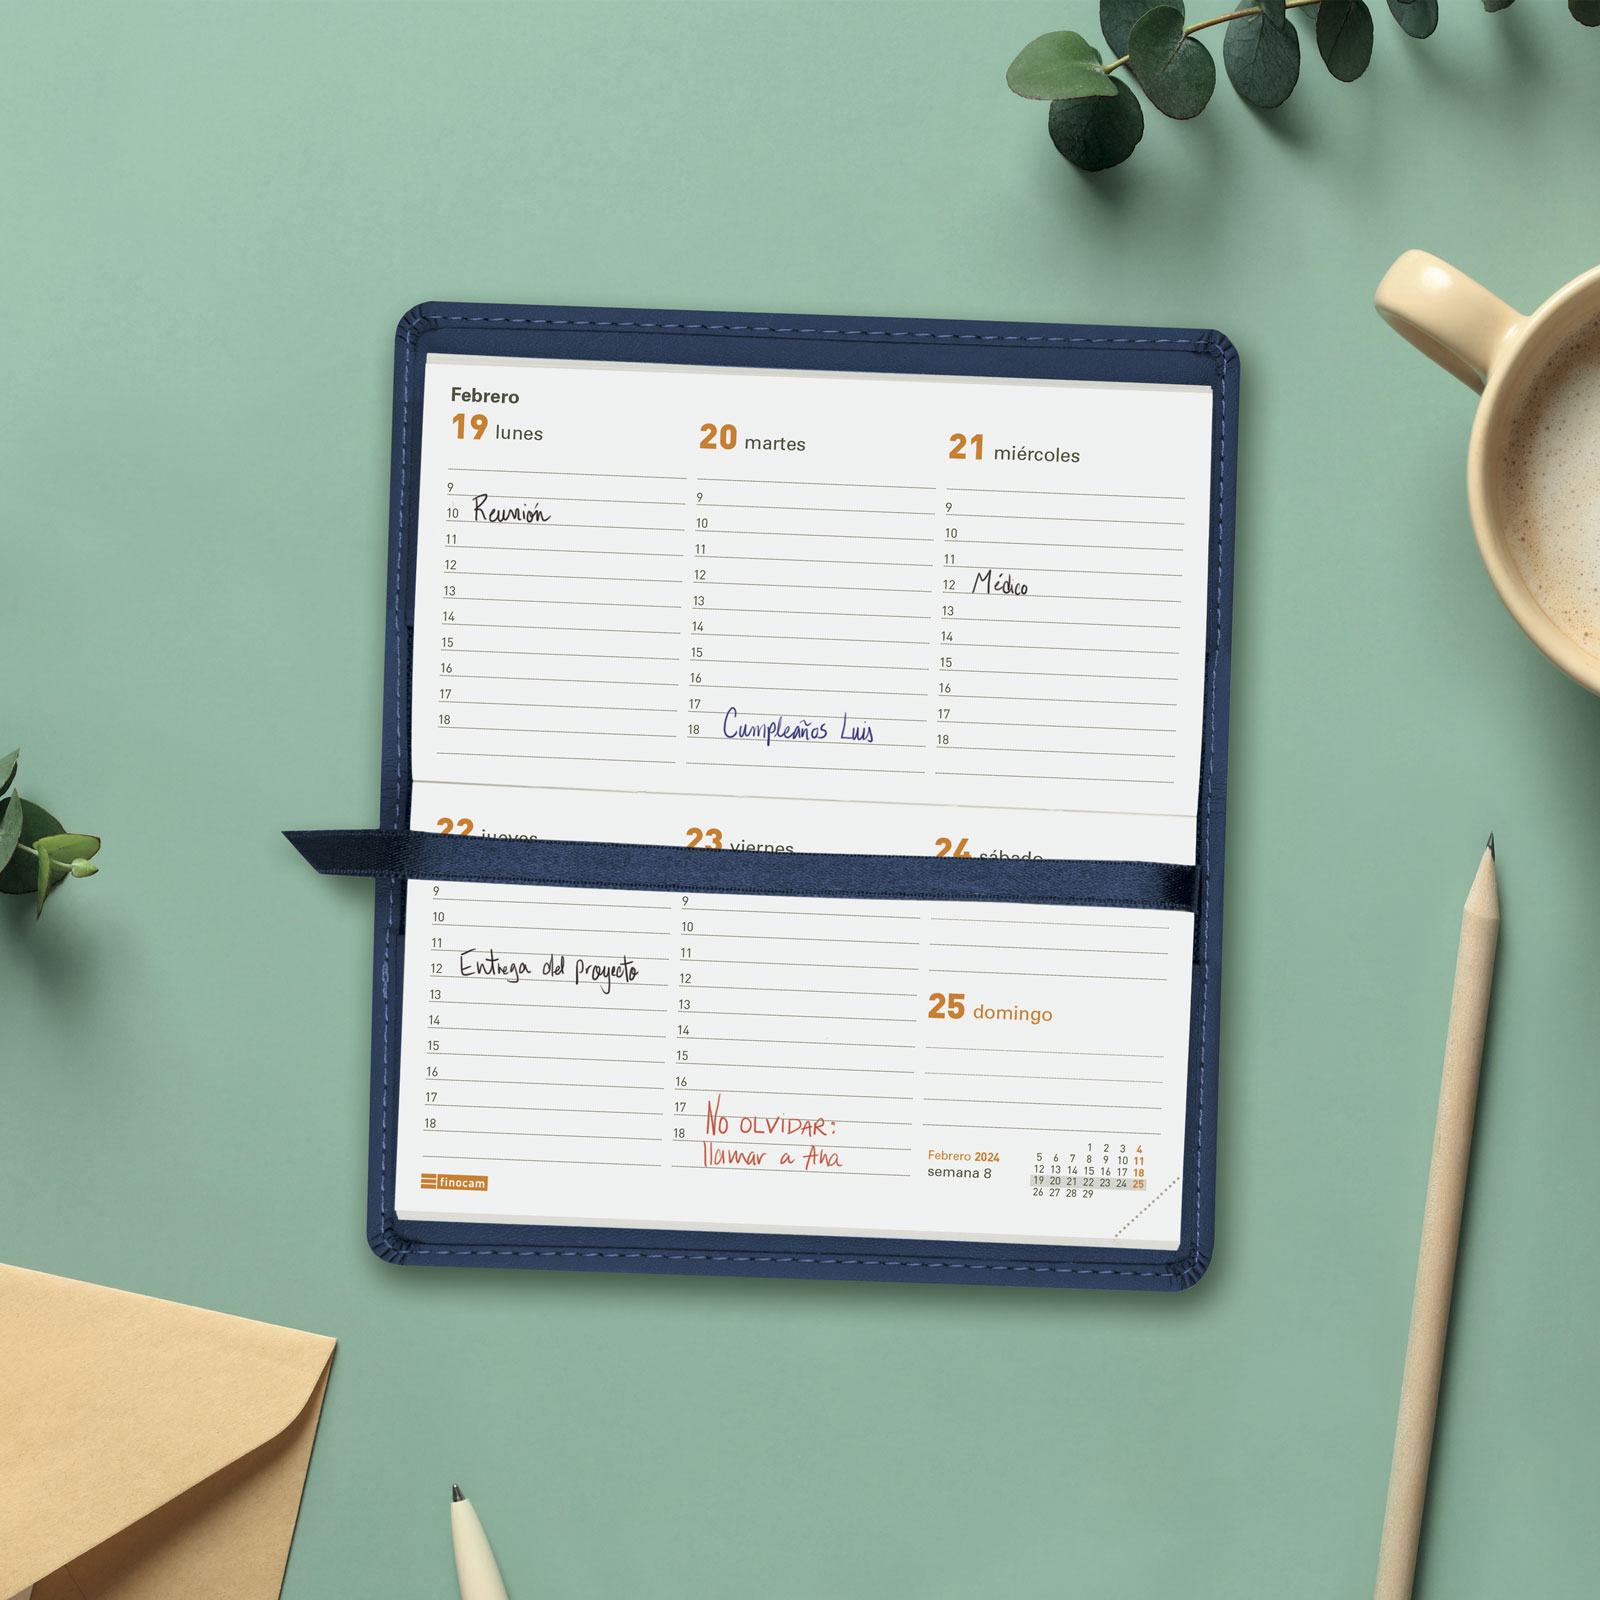 Febrero
19 lunes
9
10 Reunión
11
12
13
14
15
16
17
18
20 martes
9
10
11
12
13
14
15
16
17
18 Cumpleaños Luis
21 miércoles
9
10
11
12 Médico
13
14
15
16
17
18
22 jueves
9
10
11
12 Entrega del proyecto
13
14
15
16
17
18
finocam
23 viernes
9
10
11
12
13
14
15
16
17 No OLVIDAR:
18 llamar a Ana
24 sábado
25 domingo
Febrero 2024
semana 8
1 2 3 4
5 6 7 8 9 10 11
12 13 14 15 16 17 18
19 20 21 22 23 24 25
26 27 28 29